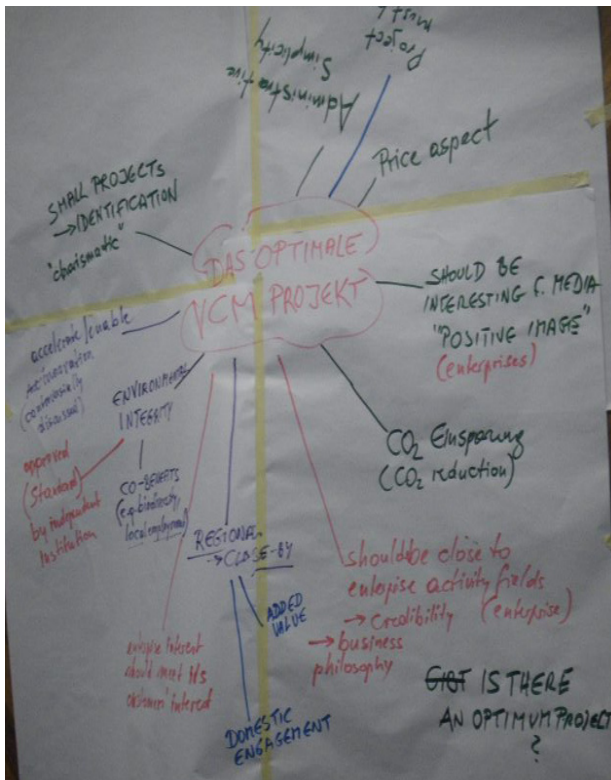 Project
Administrative
Simplicity
Price aspect
SMALL PROJECTS
→ IDENTIFICATION
"charismatic"
DAS OPTIMALE
VCM PROJEKT
SHOULD BE
INTERESTING F. MEDIA
"POSITIVE IMAGE"
(enterprises)
accelerate/enable
(controversially
discussed)
ENVIRONMENTAL
INTEGRITY
approved
(Standard)
by independent
Institution
CO-BENEFITS
(e.g. biodiversity,
local employment)
CO₂ Einsparung
(CO₂ reduction)
REGIONAL
→ CLOSE-BY
ADDED
VALUE
DOMESTIC
ENGAGEMENT
should be close to
enterprise activity fields
→ credibility (enterprise)
→ business
philosophy
enterprise interest
should meet its
customers' interest
GIBT IS THERE
AN OPTIMUM PROJECT
?